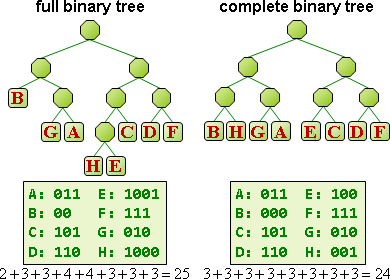 full binary tree
B
G A C D F
H E
A: 011 E: 1001
B: 00 F: 111
C: 101 G: 010
D: 110 H: 1000
2+3+3+4+4+3+3+3=25
complete binary tree
B H G A E C D F
A: 011 E: 100
B: 000 F: 111
C: 101 G: 010
D: 110 H: 001
3+3+3+3+3+3+3+3=24